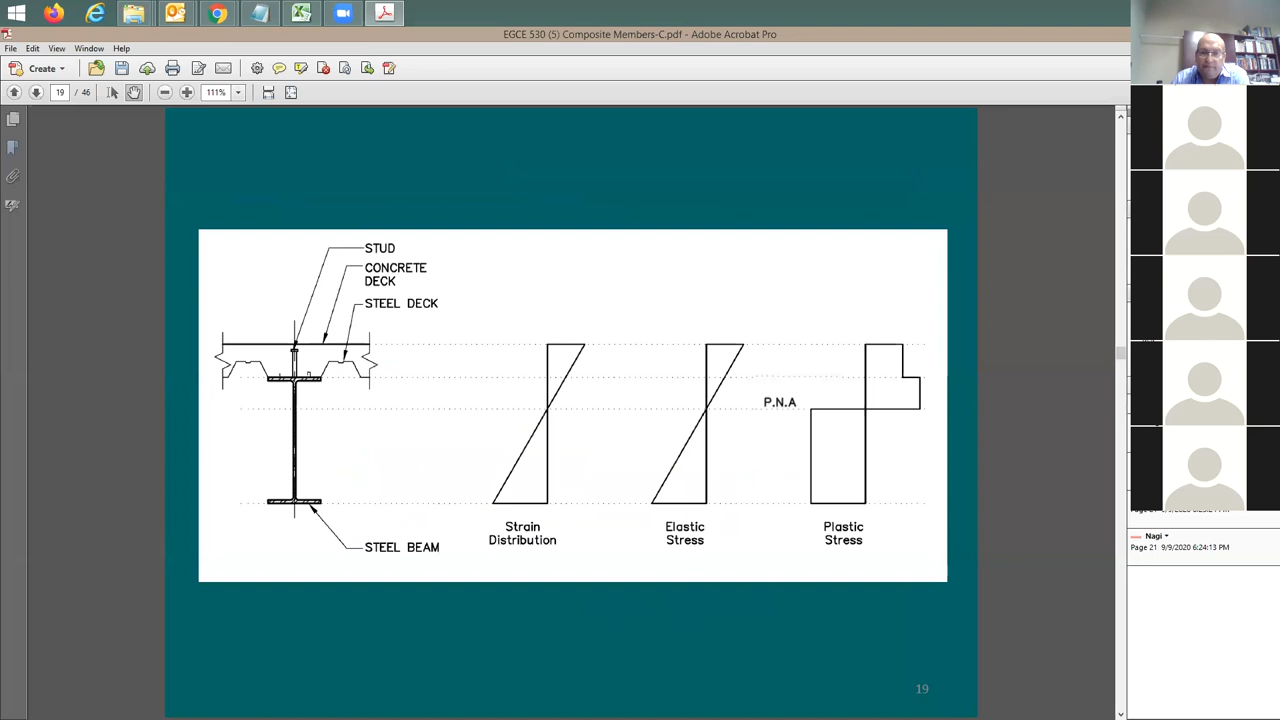 EGCE 530 (5) Composite Members-C.pdf - Adobe Acrobat Pro
File Edit View Window Help
Create
19 / 46 111%
STUD
CONCRETE
DECK
STEEL DECK
P.N.A
Strain
Distribution
Elastic
Stress
Plastic
Stress
STEEL BEAM
19
Nagi
Page 21 9/9/2020 6:24:13 PM